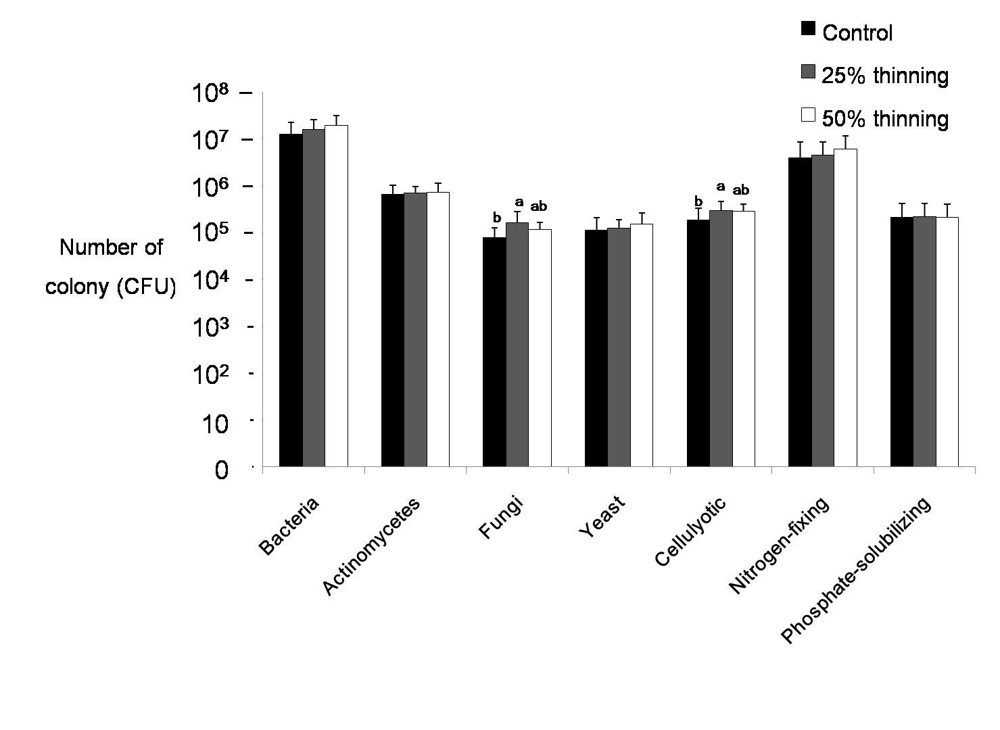 Control
25% thinning
50% thinning
10⁸
10⁷
10⁶
10⁵
10⁴
10³
10²
10
0
Number of
colony (CFU)
b
a
ab
b
a
ab
Bacteria
Actinomycetes
Fungi
Yeast
Cellulyotic
Nitrogen-fixing
Phosphate-solubilizing